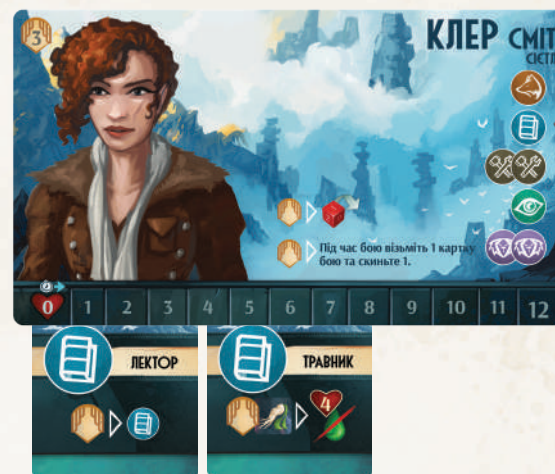 3
КЛЕР СМІТ
СІЄТЛ
Під час бою візьміть 1 картку
бою та скиньте 1.
0 1 2 3 4 5 6 7 8 9 10 11 12
ЛЕКТОР
ТРАВНИК
4